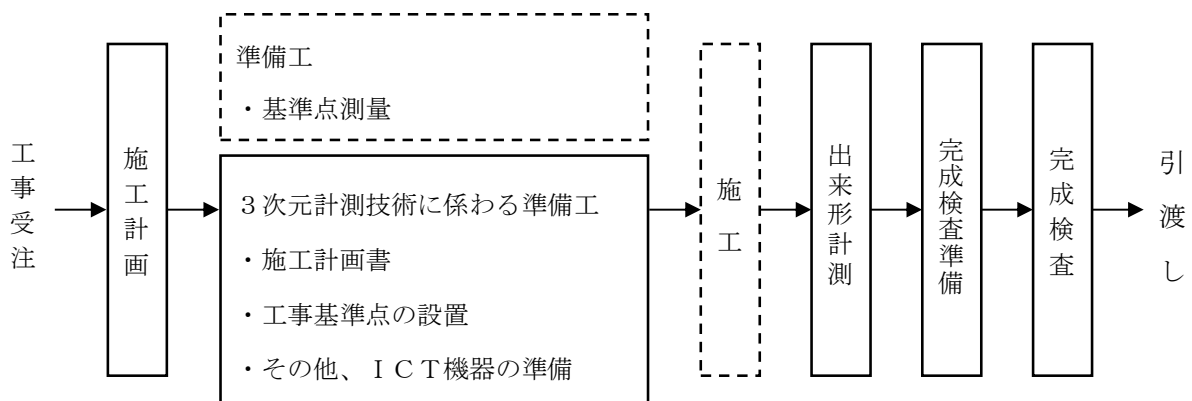 工事受注
施工計画
準備工
・基準点測量
３次元計測技術に係わる準備工
・施工計画書
・工事基準点の設置
・その他、ＩＣＴ機器の準備
施工
出来形計測
完成検査準備
完成検査
引渡し